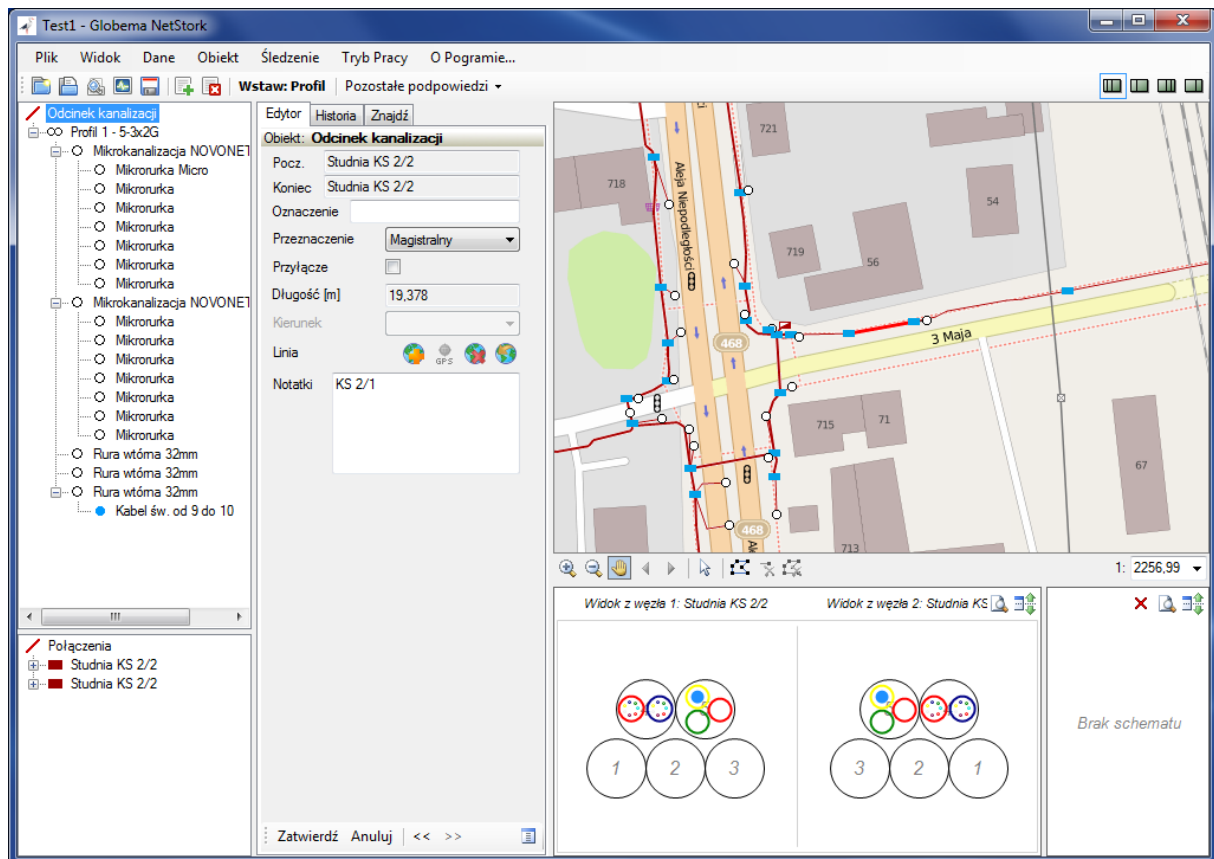 Test1 - Globema NetStork
Plik Widok Dane Obiekt Śledzenie Tryb Pracy O Pogramie...
Wstaw: Profil Pozostałe podpowiedzi
Odcinek kanalizacji
Profil 1 - 5-3x2G
Mikrokanalizacja NOVONET
Mikrorurka Micro
Mikrorurka
Mikrorurka
Mikrorurka
Mikrorurka
Mikrorurka
Mikrorurka
Mikrokanalizacja NOVONET
Mikrorurka
Mikrorurka
Mikrorurka
Mikrorurka
Mikrorurka
Mikrorurka
Mikrorurka
Rura wtórna 32mm
Rura wtórna 32mm
Rura wtórna 32mm
Kabel św. od 9 do 10
Połączenia
Studnia KS 2/2
Studnia KS 2/2
Edytor Historia Znajdź
Obiekt: Odcinek kanalizacji
Pocz. Studnia KS 2/2
Koniec Studnia KS 2/2
Oznaczenie
Przeznaczenie Magistralny
Przyłącze
Długość [m] 19,378
Kierunek
Linia GPS
Notatki KS 2/1
Zatwierdź Anuluj << >>
721
718
Aleja Niepodległości
54
719
56
468
3 Maja
715
71
67
468
713
1: 2256,99
Widok z węzła 1: Studnia KS 2/2 Widok z węzła 2: Studnia KS
1 2 3
3 2 1
Brak schematu